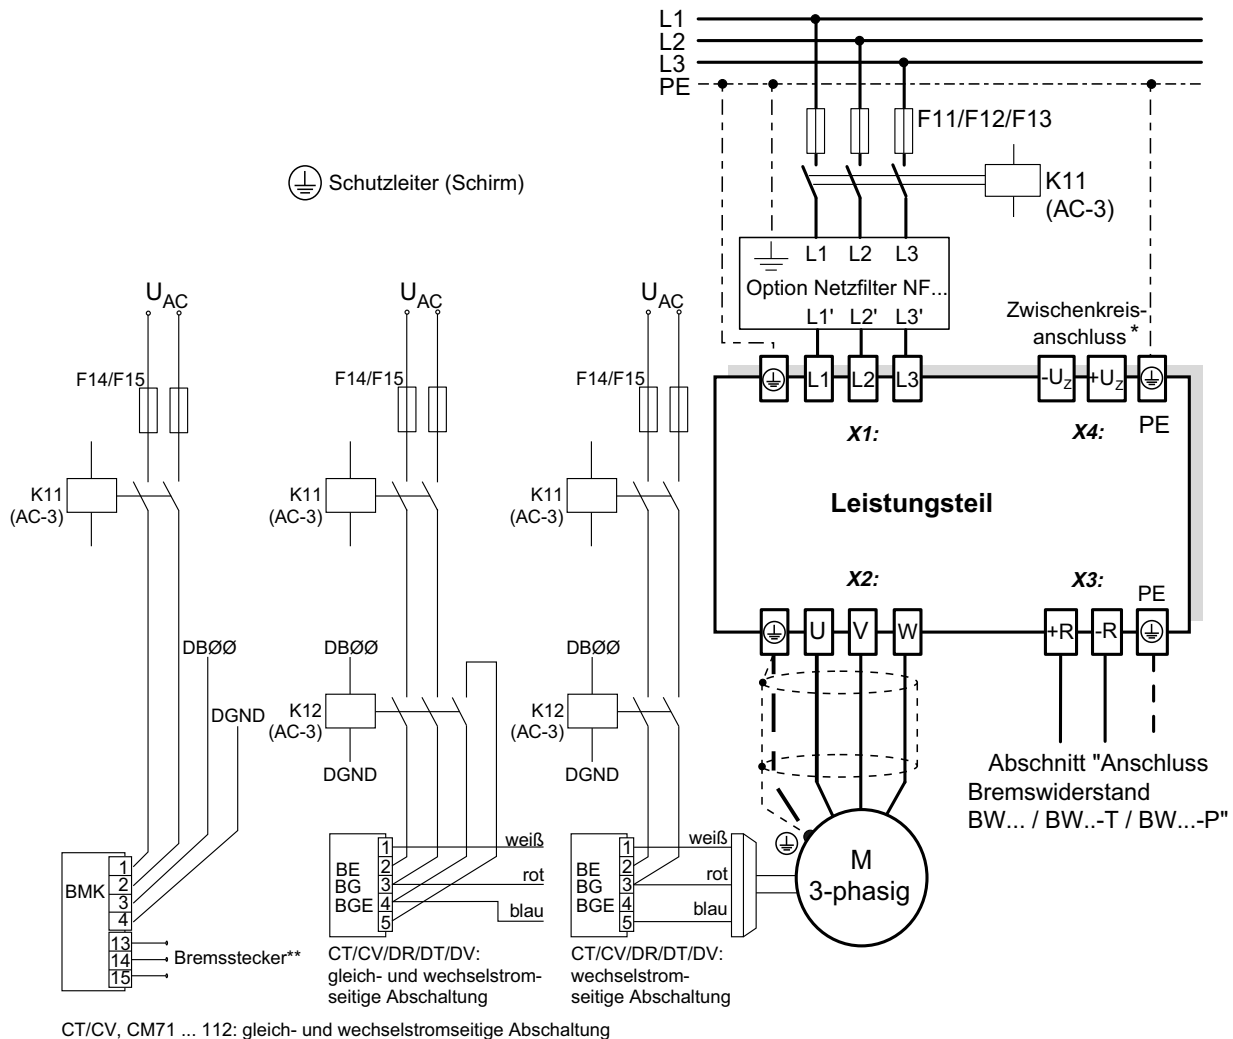 L1
L2
L3
PE
F11/F12/F13
K11
(AC-3)
Schutzleiter (Schirm)
L1 L2 L3
Option Netzfilter NF...
L1' L2' L3'
Zwischenkreis-
anschluss *
L1 L2 L3 -UZ +UZ
X1: X4: PE
Leistungsteil
X2: X3: PE
U V W +R -R
Abschnitt "Anschluss
Bremswiderstand
BW... / BW..-T / BW...-P"
M
3-phasig
UAC
F14/F15
K11
(AC-3)
DBØØ
DGND
BMK
1
2
3
4
13
14
15
Bremsstecker**
UAC
F14/F15
K11
(AC-3)
DBØØ
K12
(AC-3)
DGND
BE
BG
BGE
1
2
3
4
5
weiß
rot
blau
CT/CV/DR/DT/DV:
gleich- und wechselstrom-
seitige Abschaltung
UAC
F14/F15
K11
(AC-3)
DBØØ
K12
(AC-3)
DGND
BE
BG
BGE
1
2
3
4
5
weiß
rot
blau
CT/CV/DR/DT/DV:
wechselstrom-
seitige Abschaltung
CT/CV, CM71 ... 112: gleich- und wechselstromseitige Abschaltung